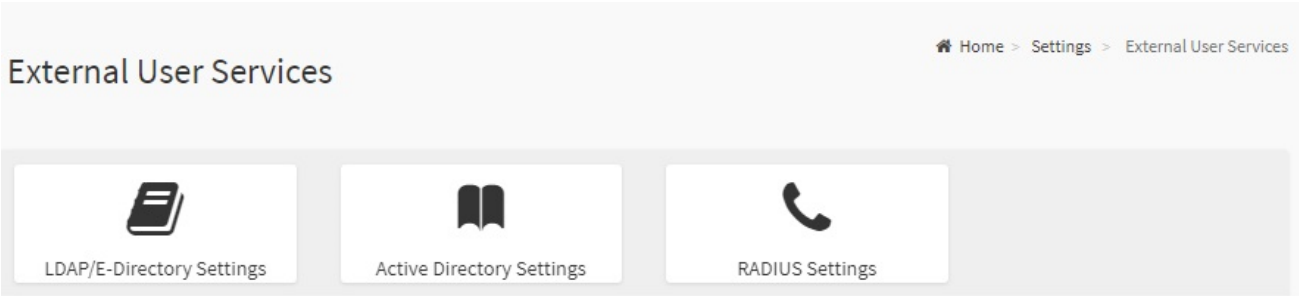 Home > Settings > External User Services
External User Services
LDAP/E-Directory Settings
Active Directory Settings
RADIUS Settings